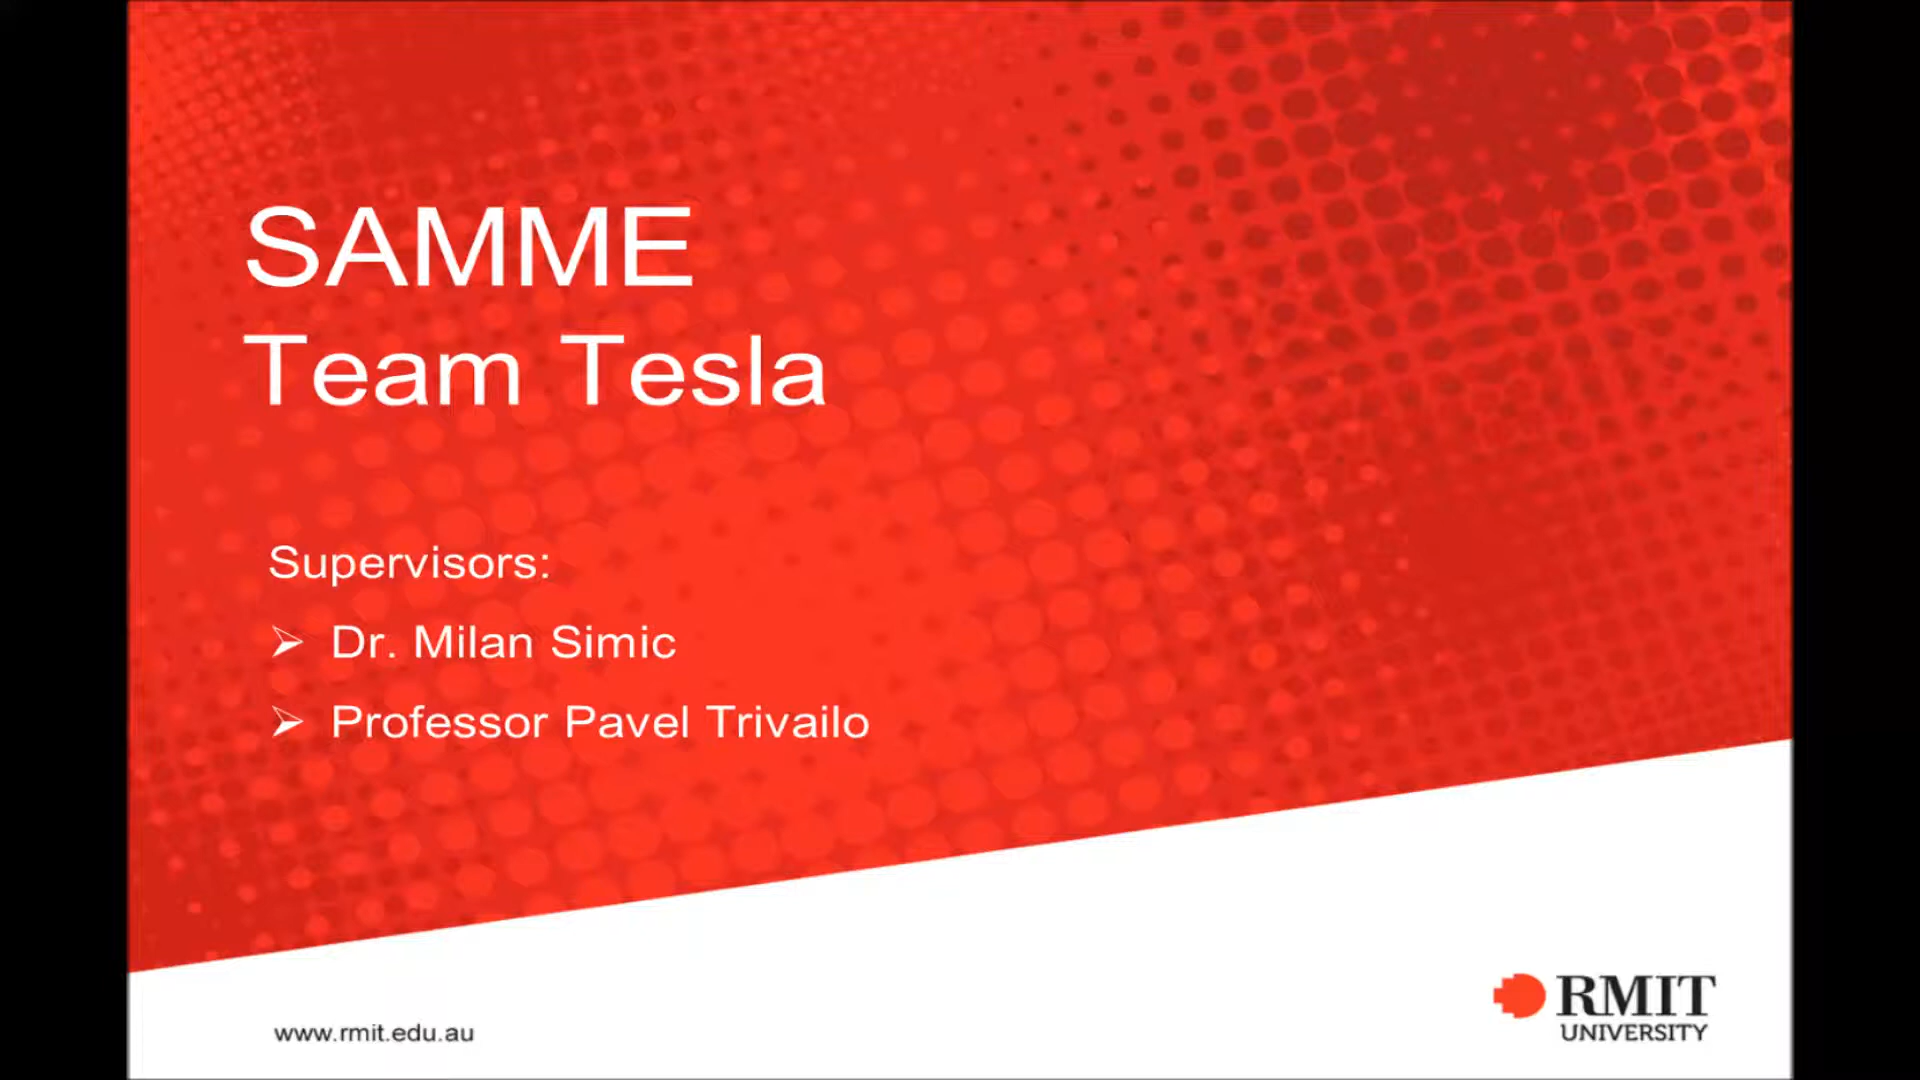 SAMME
Team Tesla
Supervisors:
Dr. Milan Simic
Professor Pavel Trivailo
www.rmit.edu.au
RMIT
UNIVERSITY